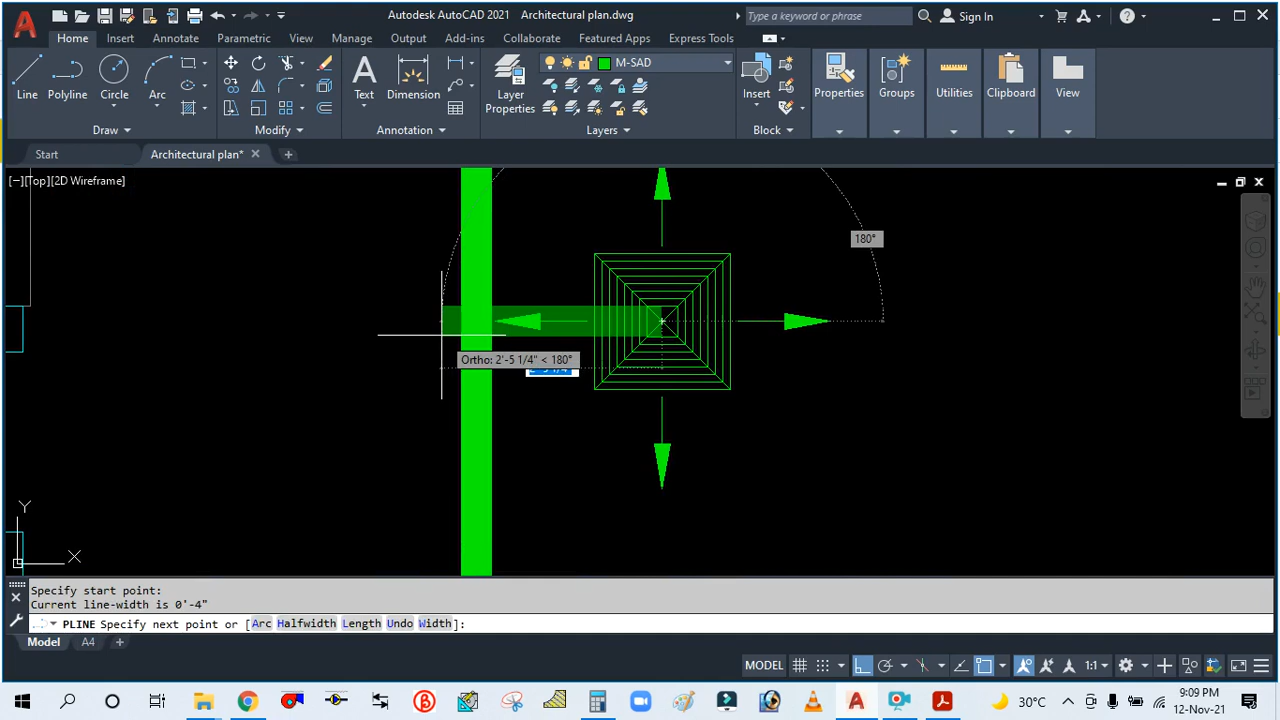 Autodesk AutoCAD 2021 Architectural plan.dwg
Type a keyword or phrase
Sign In
Home Insert Annotate Parametric View Manage Output Add-ins Collaborate Featured Apps Express Tools
M-SAD
Line Polyline Circle Arc
Text Dimension
Layer Properties
Insert
Properties Groups Utilities Clipboard View
Draw Modify Annotation Layers Block
Start Architectural plan*
[−][Top][2D Wireframe]
180°
Ortho: 2'-5 1/4" < 180°
Y
X
Specify start point:
Current line-width is 0'-4"
PLINE Specify next point or [Arc Halfwidth Length Undo Width]:
Model A4
MODEL 1:1
30°C
9:09 PM
12-Nov-21